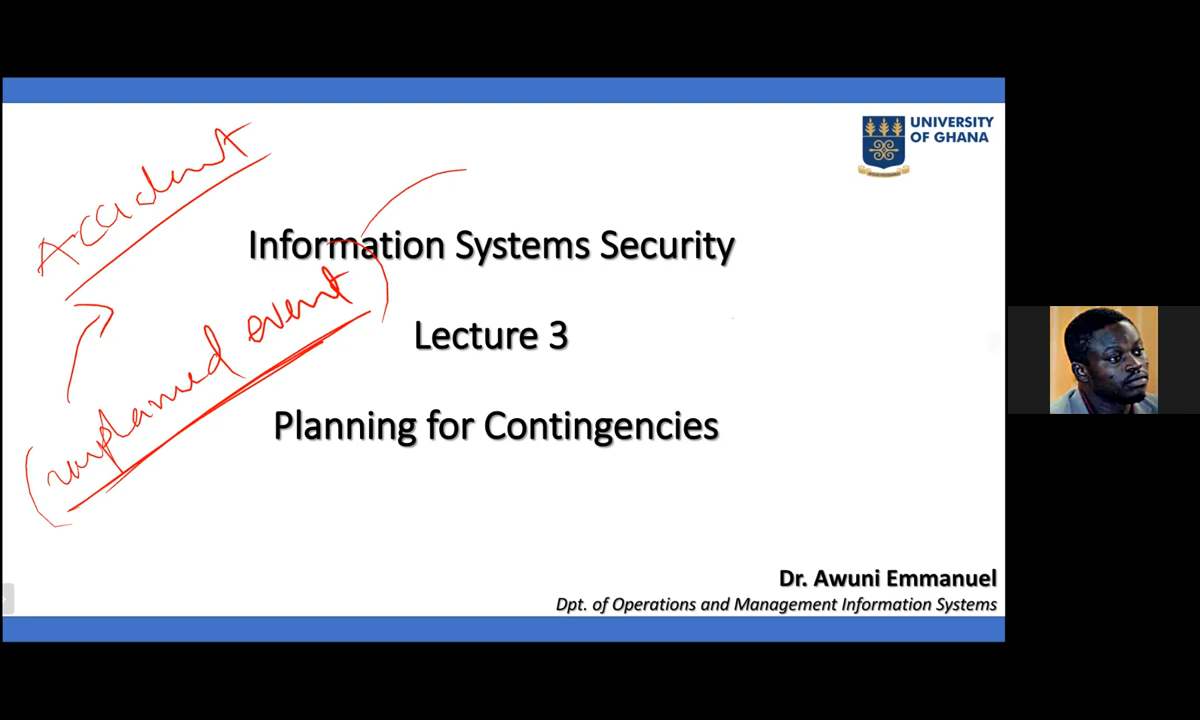 UNIVERSITY
OF GHANA
Accident
Information Systems Security
unplanned event
Lecture 3
Planning for Contingencies
Dr. Awuni Emmanuel
Dpt. of Operations and Management Information Systems